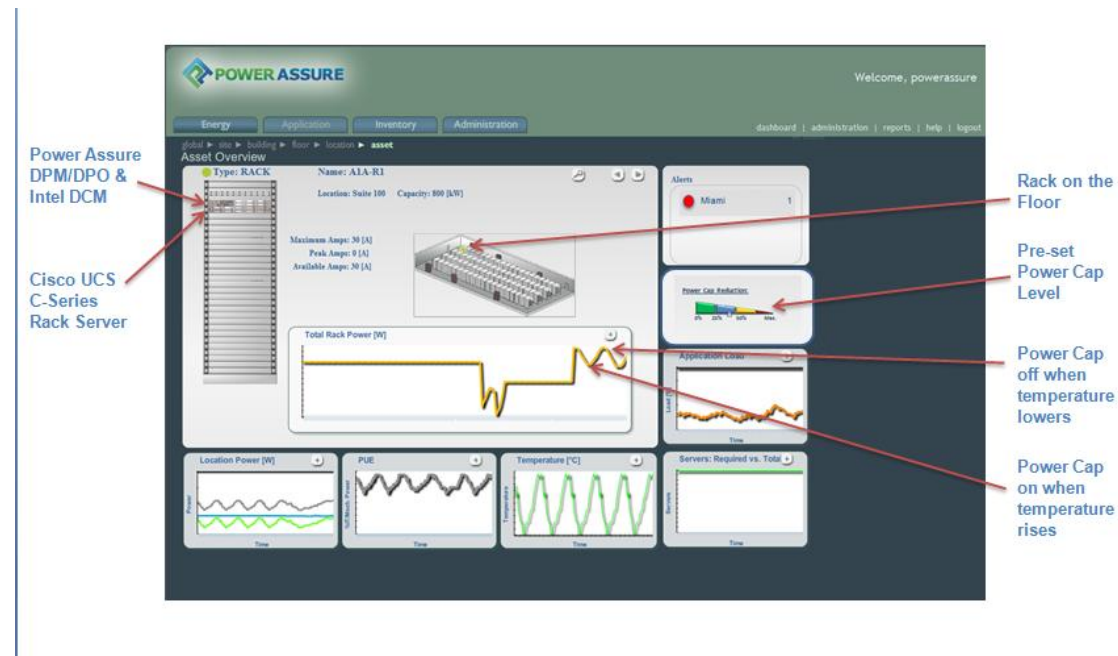 POWER ASSURE
Welcome, powerassure
Energy
Application
Inventory
Administration
dashboard | administration | reports | help | logout
global ► site ► building ► floor ► location ► asset
Asset Overview
Type: RACK
Name: A1A-R1
Location: Suite 100 Capacity: 800 [kW]
Maximum Amps: 30 [A]
Peak Amps: 0 [A]
Available Amps: 30 [A]
Total Rack Power [W]
Alerts
Miami 1
Power Cap Reduction:
0% 20% 50% Max.
Application Load
Load
Time
Location Power [W]
Power
Time
PUE
Time
Temperature [°C]
Temperature
Time
Servers: Required vs. Total
Servers
Time
Power Assure
DPM/DPO &
Intel DCM
Cisco UCS
C-Series
Rack Server
Rack on the
Floor
Pre-set
Power Cap
Level
Power Cap
off when
temperature
lowers
Power Cap
on when
temperature
rises